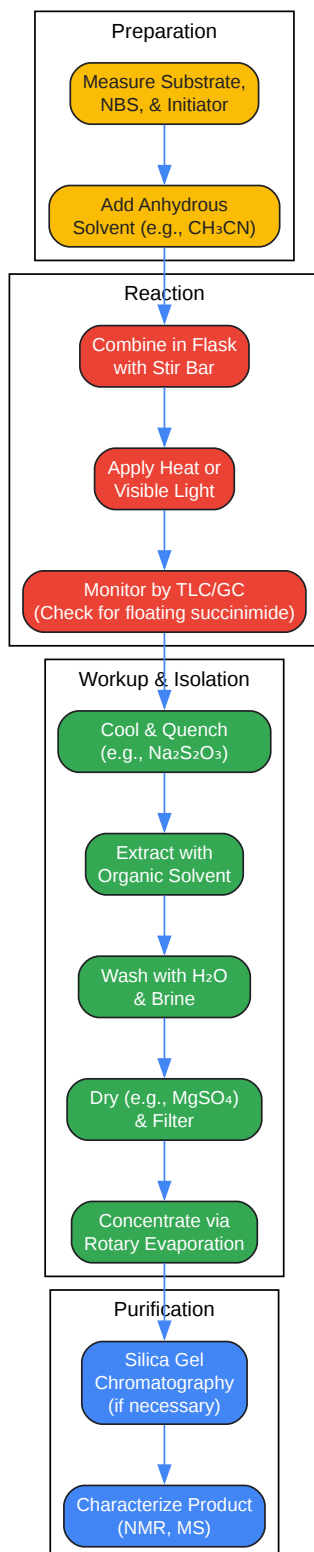 Preparation
Measure Substrate,
NBS, & Initiator
Add Anhydrous
Solvent (e.g., CH₃CN)
Reaction
Combine in Flask
with Stir Bar
Apply Heat or
Visible Light
Monitor by TLC/GC
(Check for floating succinimide)
Workup & Isolation
Cool & Quench
(e.g., Na₂S₂O₃)
Extract with
Organic Solvent
Wash with H₂O
& Brine
Dry (e.g., MgSO₄)
& Filter
Concentrate via
Rotary Evaporation
Purification
Silica Gel
Chromatography
(if necessary)
Characterize Product
(NMR, MS)